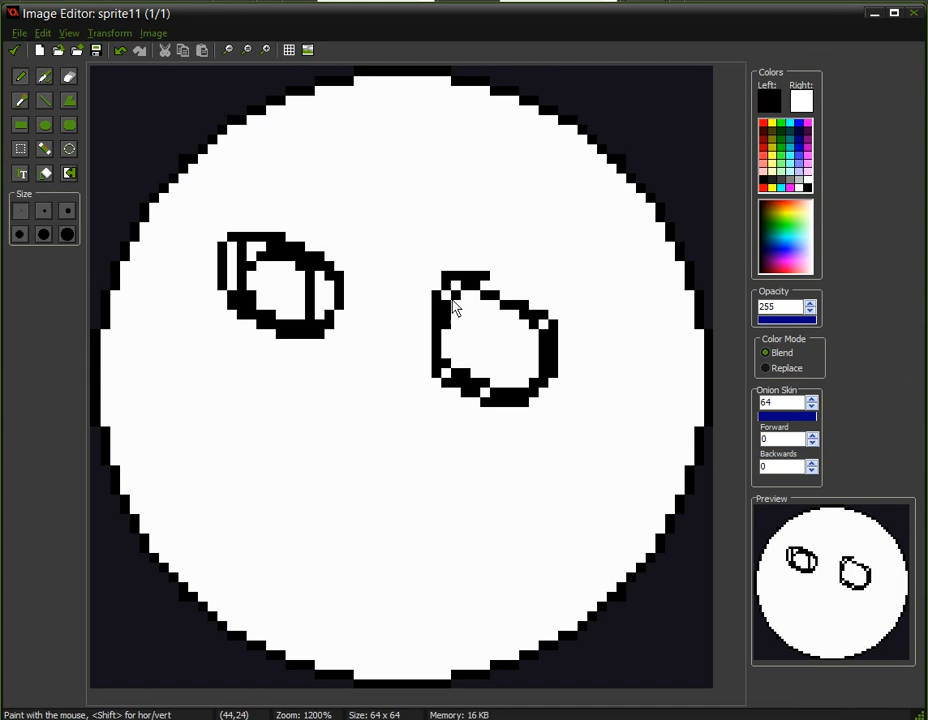 Image Editor: sprite11 (1/1)
File Edit View Transform Image
Colors
Left: Right:
Size
Opacity
255
Color Mode
Blend
Replace
Onion Skin
64
Forward
0
Backwards
0
Preview
Paint with the mouse, <Shift> for hor/vert (44,24) Zoom: 1200% Size: 64 x 64 Memory: 16 KB